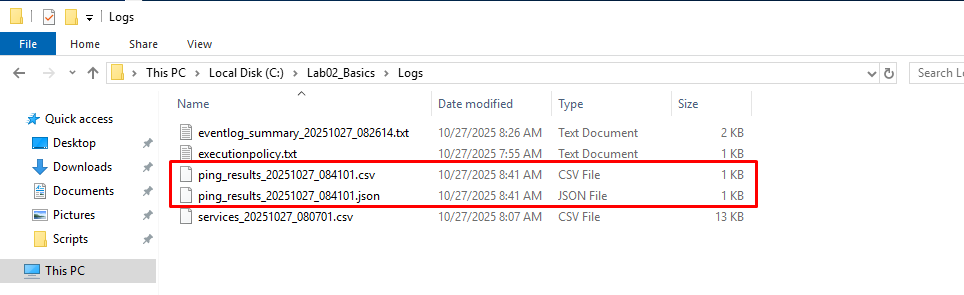 Logs
File Home Share View
This PC Local Disk (C:) Lab02_Basics Logs Search Lo
Quick access
Desktop
Downloads
Documents
Pictures
Scripts
This PC
Name Date modified Type Size
eventlog_summary_20251027_082614.txt 10/27/2025 8:26 AM Text Document 2 KB
executionpolicy.txt 10/27/2025 7:55 AM Text Document 1 KB
ping_results_20251027_084101.csv 10/27/2025 8:41 AM CSV File 1 KB
ping_results_20251027_084101.json 10/27/2025 8:41 AM JSON File 1 KB
services_20251027_080701.csv 10/27/2025 8:07 AM CSV File 13 KB